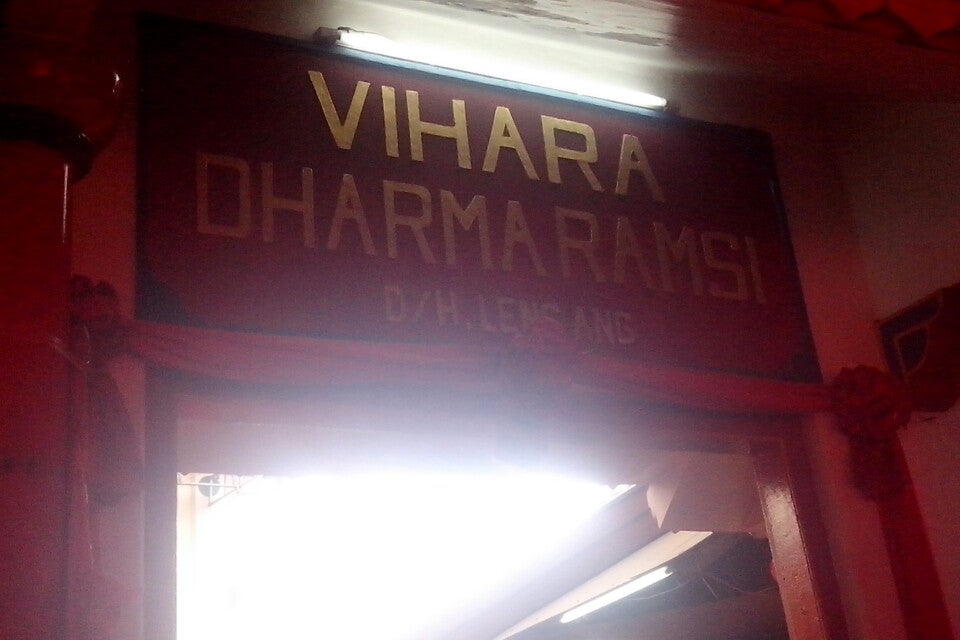 VIHARA
DHARMA RAMSI
D/H. LENG ANG